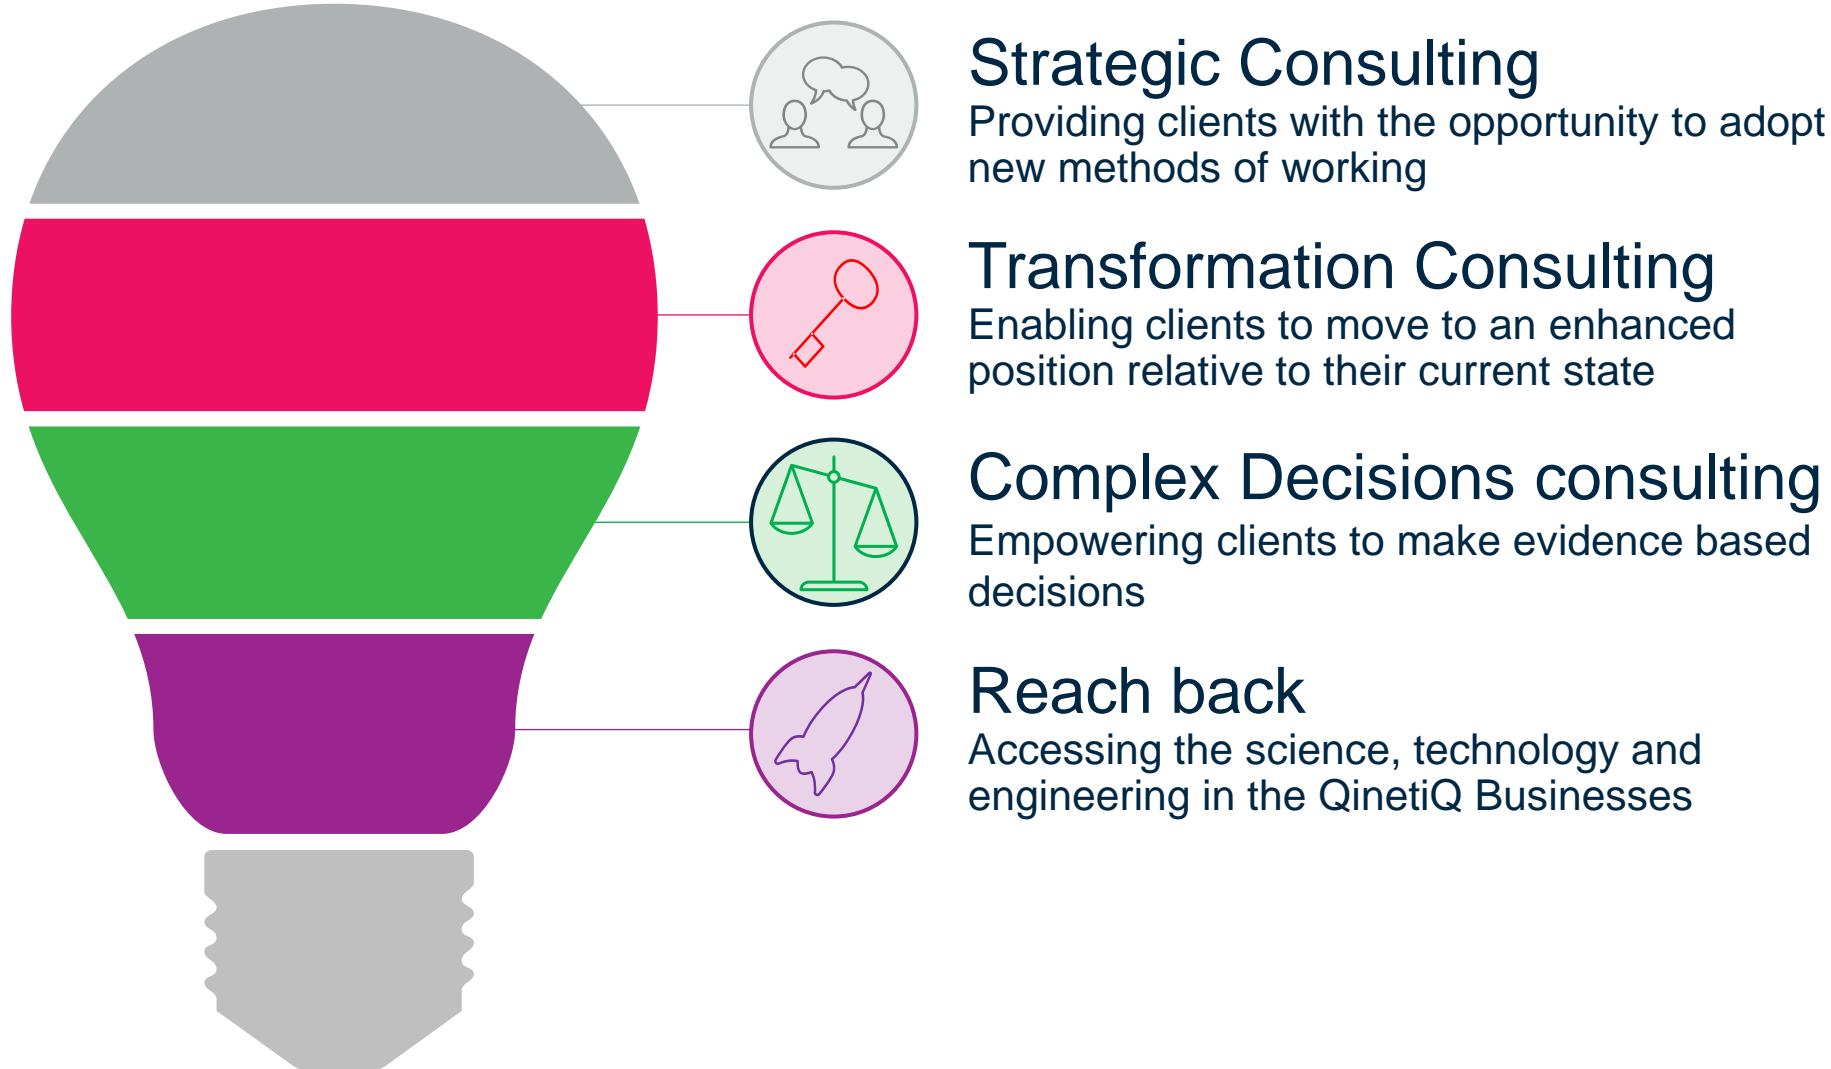 Strategic Consulting
Providing clients with the opportunity to adopt
new methods of working
Transformation Consulting
Enabling clients to move to an enhanced
position relative to their current state
Complex Decisions consulting
Empowering clients to make evidence based
decisions
Reach back
Accessing the science, technology and
engineering in the QinetiQ Businesses